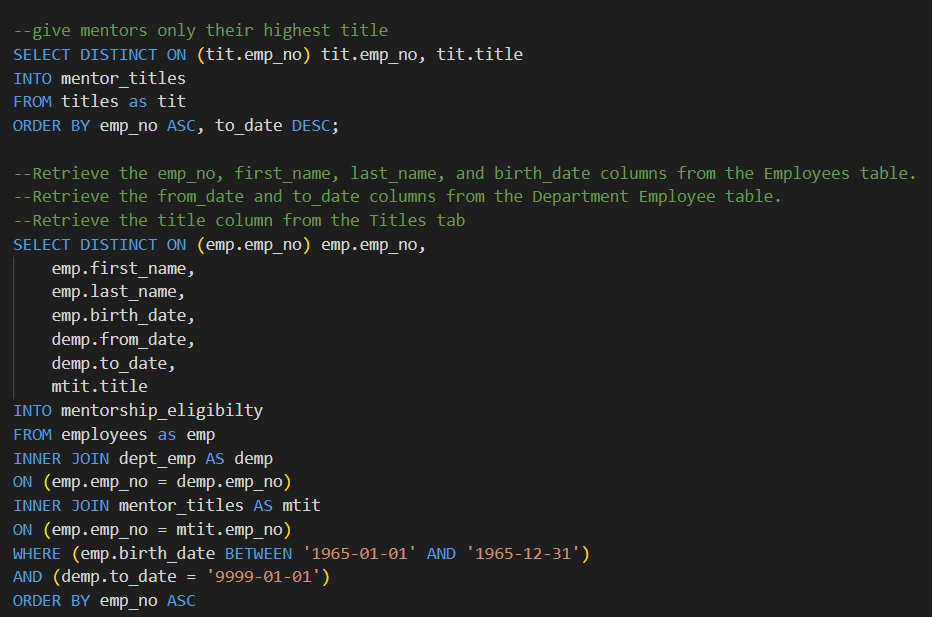 --give mentors only their highest title
SELECT DISTINCT ON (tit.emp_no) tit.emp_no, tit.title
INTO mentor_titles
FROM titles as tit
ORDER BY emp_no ASC, to_date DESC;
--Retrieve the emp_no, first_name, last_name, and birth_date columns from the Employees table.
--Retrieve the from_date and to_date columns from the Department Employee table.
--Retrieve the title column from the Titles tab
SELECT DISTINCT ON (emp.emp_no) emp.emp_no,
emp.first_name,
emp.last_name,
emp.birth_date,
demp.from_date,
demp.to_date,
mtit.title
INTO mentorship_eligibilty
FROM employees as emp
INNER JOIN dept_emp AS demp
ON (emp.emp_no = demp.emp_no)
INNER JOIN mentor_titles AS mtit
ON (emp.emp_no = mtit.emp_no)
WHERE (emp.birth_date BETWEEN '1965-01-01' AND '1965-12-31')
AND (demp.to_date = '9999-01-01')
ORDER BY emp_no ASC